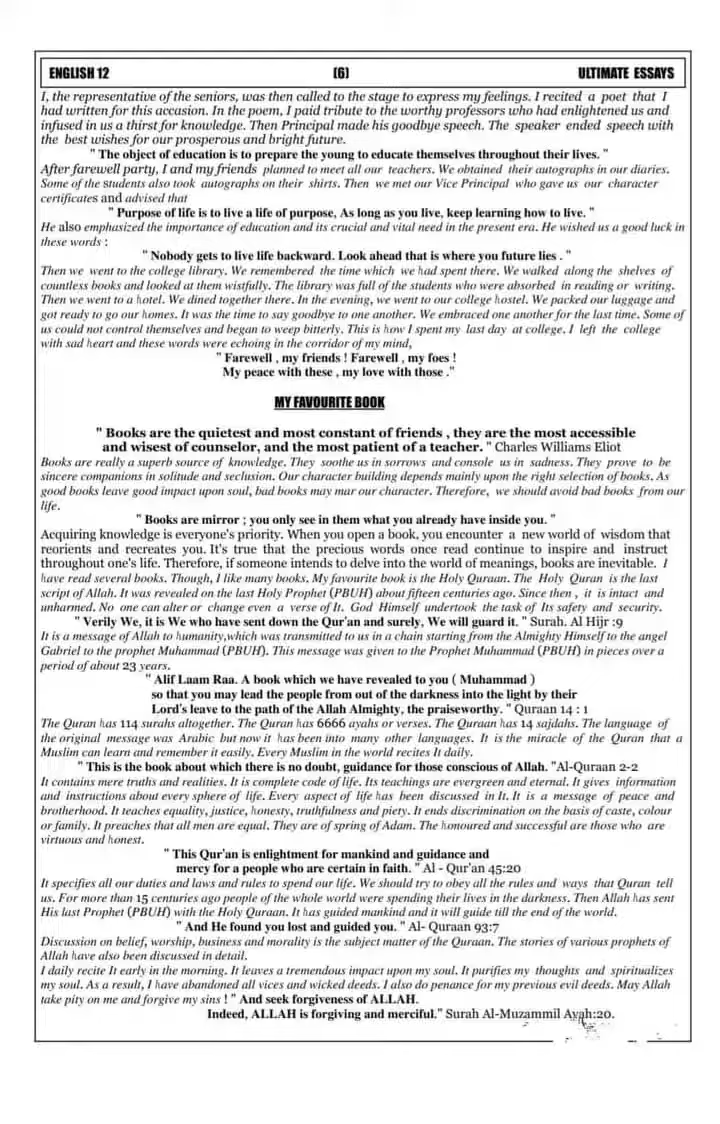 ENGLISH 12 (6) ULTIMATE ESSAYS
I, the representative of the seniors, was then called to the stage to express my feelings. I recited a poet that I
had written for this accasion. In the poem, I paid tribute to the worthy professors who had enlightened us and
infused in us a thirst for knowledge. Then Principal made his goodbye speech. The speaker ended speech with
the best wishes for our prosperous and bright future.
" The object of education is to prepare the young to educate themselves throughout their lives. "
After farewell party, I and my friends planned to meet all our teachers. We obtained their autographs in our diaries.
Some of the students also took autographs on their shirts. Then we met our Vice Principal who gave us our character
certificates and advised that
" Purpose of life is to live a life of purpose, As long as you live, keep learning how to live. "
He also emphasized the importance of education and its crucial and vital need in the present era. He wished us a good luck in
these words :
" Nobody gets to live life backward. Look ahead that is where you future lies . "
Then we went to the college library. We remembered the time which we had spent there. We walked along the shelves of
countless books and looked at them wistfully. The library was full of the students who were absorbed in reading or writing.
Then we went to a hotel. We dined together there. In the evening, we went to our college hostel. We packed our luggage and
got ready to go our homes. It was the time to say goodbye to one another. We embraced one another for the last time. Some of
us could not control themselves and began to weep bitterly. This is how I spent my last day at college. I left the college
with sad heart and these words were echoing in the corridor of my mind,
" Farewell , my friends ! Farewell , my foes !
My peace with these , my love with those ."
MY FAVOURITE BOOK
" Books are the quietest and most constant of friends , they are the most accessible
and wisest of counselor, and the most patient of a teacher. " Charles Williams Eliot
Books are really a superb source of knowledge. They soothe us in sorrows and console us in sadness. They prove to be
sincere companions in solitude and seclusion. Our character building depends mainly upon the right selection of books. As
good books leave good impact upon soul, bad books may mar our character. Therefore, we should avoid bad books from our
life.
" Books are mirror ; you only see in them what you already have inside you. "
Acquiring knowledge is everyone's priority. When you open a book, you encounter a new world of wisdom that
reorients and recreates you. It's true that the precious words once read continue to inspire and instruct
throughout one's life. Therefore, if someone intends to delve into the world of meanings, books are inevitable. I
have read several books. Though, I like many books. My favourite book is the Holy Quraan. The Holy Quran is the last
script of Allah. It was revealed on the last Holy Prophet (PBUH) about fifteen centuries ago. Since then , it is intact and
unharmed. No one can alter or change even a verse of It. God Himself undertook the task of Its safety and security.
" Verily We, it is We who have sent down the Qur'an and surely, We will guard it. " Surah. Al Hijr :9
It is a message of Allah to humanity,which was transmitted to us in a chain starting from the Almighty Himself to the angel
Gabriel to the prophet Muhammad (PBUH). This message was given to the Prophet Muhammad (PBUH) in pieces over a
period of about 23 years.
" Alif Laam Raa. A book which we have revealed to you ( Muhammad )
so that you may lead the people from out of the darkness into the light by their
Lord's leave to the path of the Allah Almighty, the praiseworthy. " Quraan 14 : 1
The Quran has 114 surahs altogether. The Quran has 6666 ayahs or verses. The Quraan has 14 sajdahs. The language of
the original message was Arabic but now it has been into many other languages. It is the miracle of the Quran that a
Muslim can learn and remember it easily. Every Muslim in the world recites It daily.
" This is the book about which there is no doubt, guidance for those conscious of Allah. "Al-Quraan 2-2
It contains mere truths and realities. It is complete code of life. Its teachings are evergreen and eternal. It gives information
and instructions about every sphere of life. Every aspect of life has been discussed in It. It is a message of peace and
brotherhood. It teaches equality, justice, honesty, truthfulness and piety. It ends discrimination on the basis of caste, colour
or family. It preaches that all men are equal. They are of spring of Adam. The honoured and successful are those who are
virtuous and honest.
" This Qur'an is enlightment for mankind and guidance and
mercy for a people who are certain in faith. " Al - Qur'an 45:20
It specifies all our duties and laws and rules to spend our life. We should try to obey all the rules and ways that Quran tell
us. For more than 15 centuries ago people of the whole world were spending their lives in the darkness. Then Allah has sent
His last Prophet (PBUH) with the Holy Quraan. It has guided mankind and it will guide till the end of the world.
" And He found you lost and guided you. " Al- Quraan 93:7
Discussion on belief, worship, business and morality is the subject matter of the Quraan. The stories of various prophets of
Allah have also been discussed in detail.
I daily recite It early in the morning. It leaves a tremendous impact upon my soul. It purifies my thoughts and spiritualizes
my soul. As a result, I have abandoned all vices and wicked deeds. I also do penance for my previous evil deeds. May Allah
take pity on me and forgive my sins ! " And seek forgiveness of ALLAH.
Indeed, ALLAH is forgiving and merciful." Surah Al-Muzammil Ayah:20.